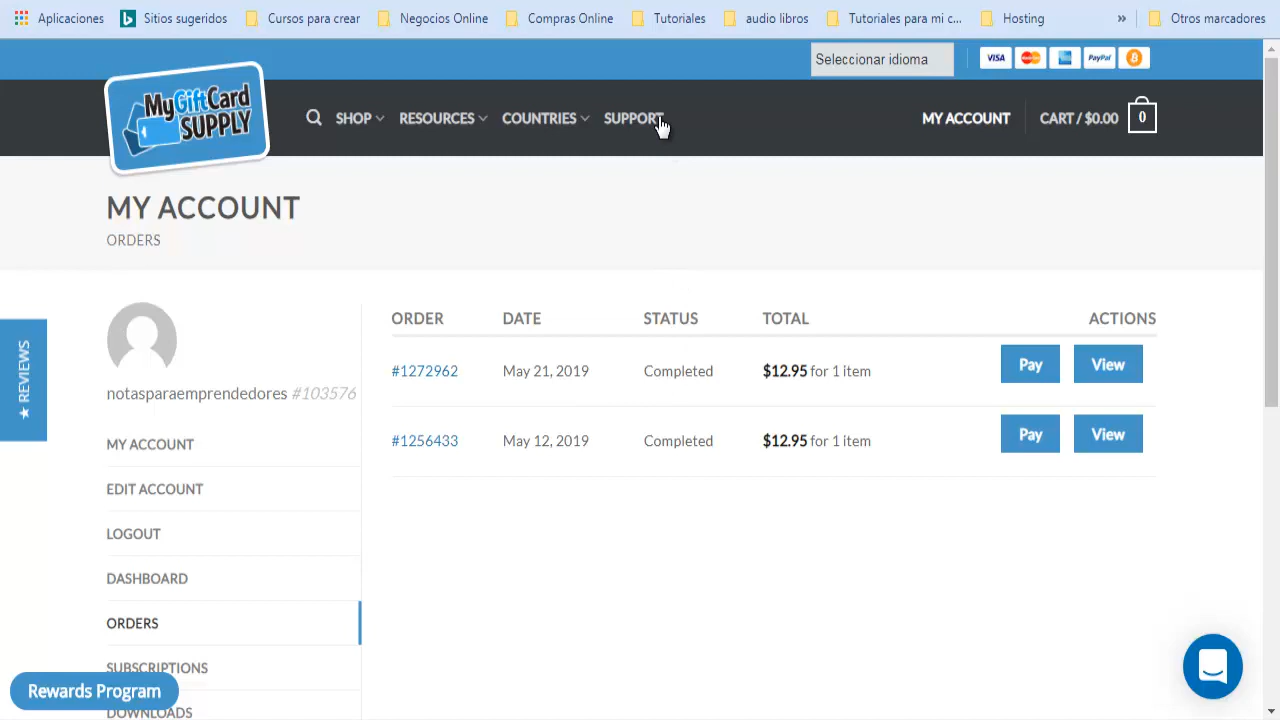 Aplicaciones Sitios sugeridos Cursos para crear Negocios Online Compras Online Tutoriales audio libros Tutoriales para mi c... Hosting » Otros marcadores
Seleccionar idioma VISA PayPal
MyGiftCard
SUPPLY
SHOP RESOURCES COUNTRIES SUPPORT MY ACCOUNT CART / $0.00 0
MY ACCOUNT
ORDERS
★ REVIEWS
notasparaemprendedores #103576
MY ACCOUNT
EDIT ACCOUNT
LOGOUT
DASHBOARD
ORDERS
SUBSCRIPTIONS
DOWNLOADS
Rewards Program
ORDER DATE STATUS TOTAL ACTIONS
#1272962 May 21, 2019 Completed $12.95 for 1 item Pay View
#1256433 May 12, 2019 Completed $12.95 for 1 item Pay View